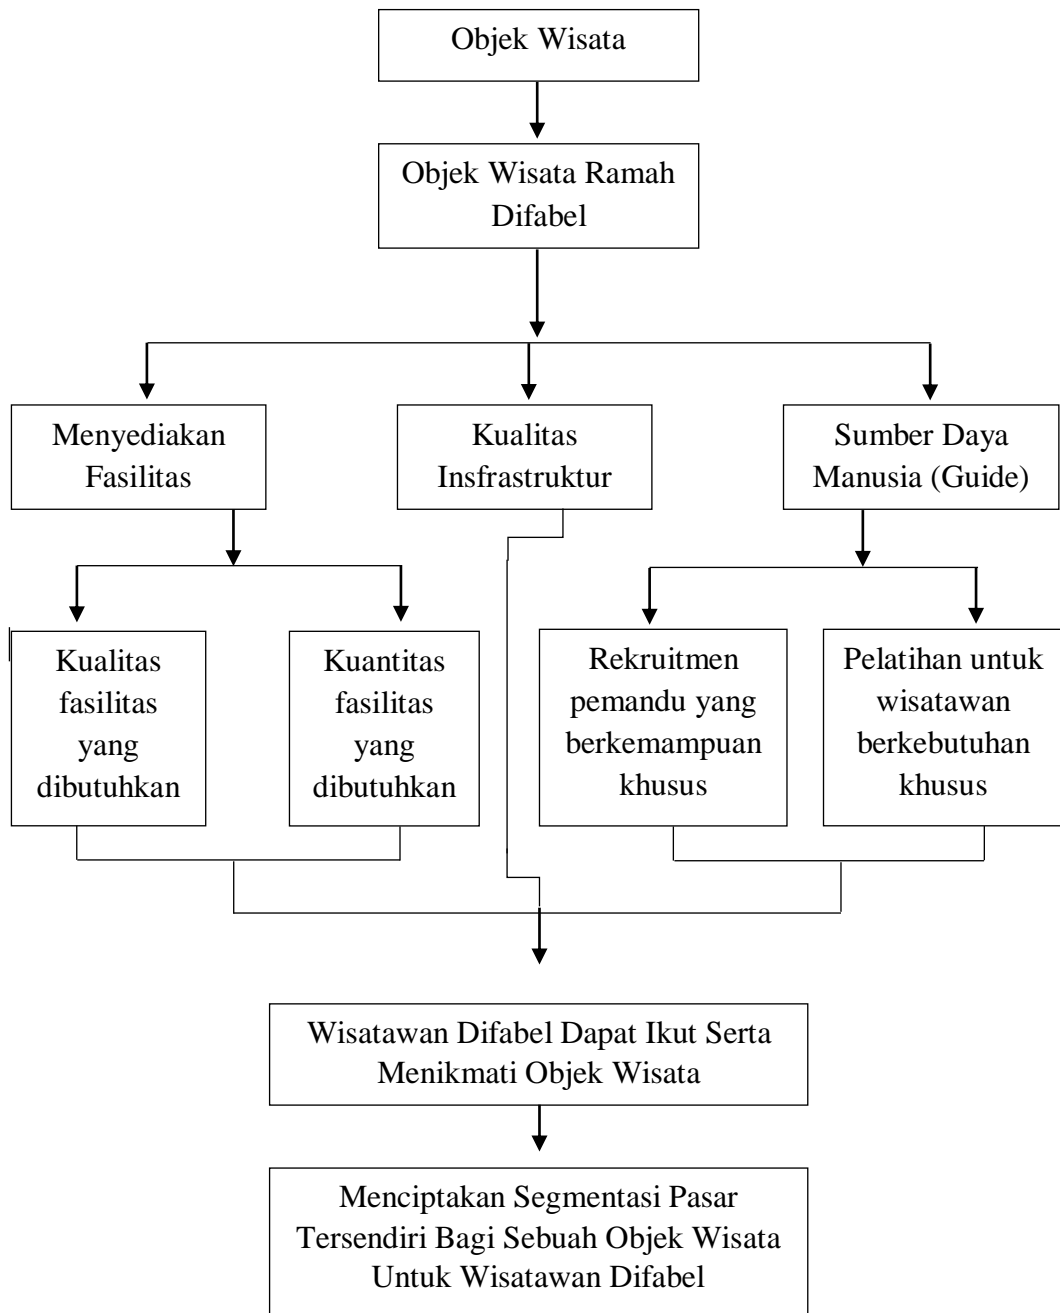 Objek Wisata
Objek Wisata Ramah
Difabel
Menyediakan
Fasilitas
Kualitas
Insfrastruktur
Sumber Daya
Manusia (Guide)
Kualitas
fasilitas
yang
dibutuhkan
Kuantitas
fasilitas
yang
dibutuhkan
Rekruitmen
pemandu yang
berkemampuan
khusus
Pelatihan untuk
wisatawan
berkebutuhan
khusus
Wisatawan Difabel Dapat Ikut Serta
Menikmati Objek Wisata
Menciptakan Segmentasi Pasar
Tersendiri Bagi Sebuah Objek Wisata
Untuk Wisatawan Difabel